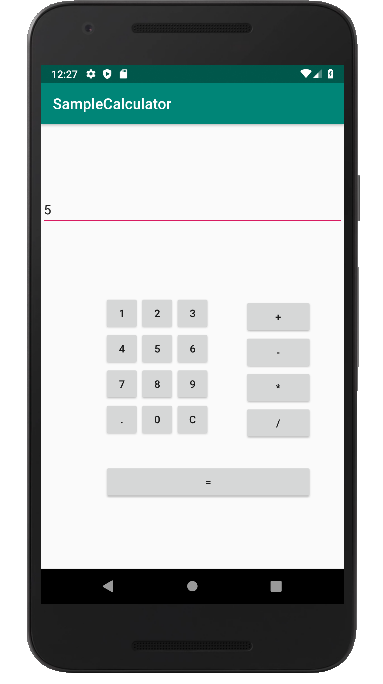 12:27
SampleCalculator
5
1 2 3 +
4 5 6 -
7 8 9 *
. 0 C /
=